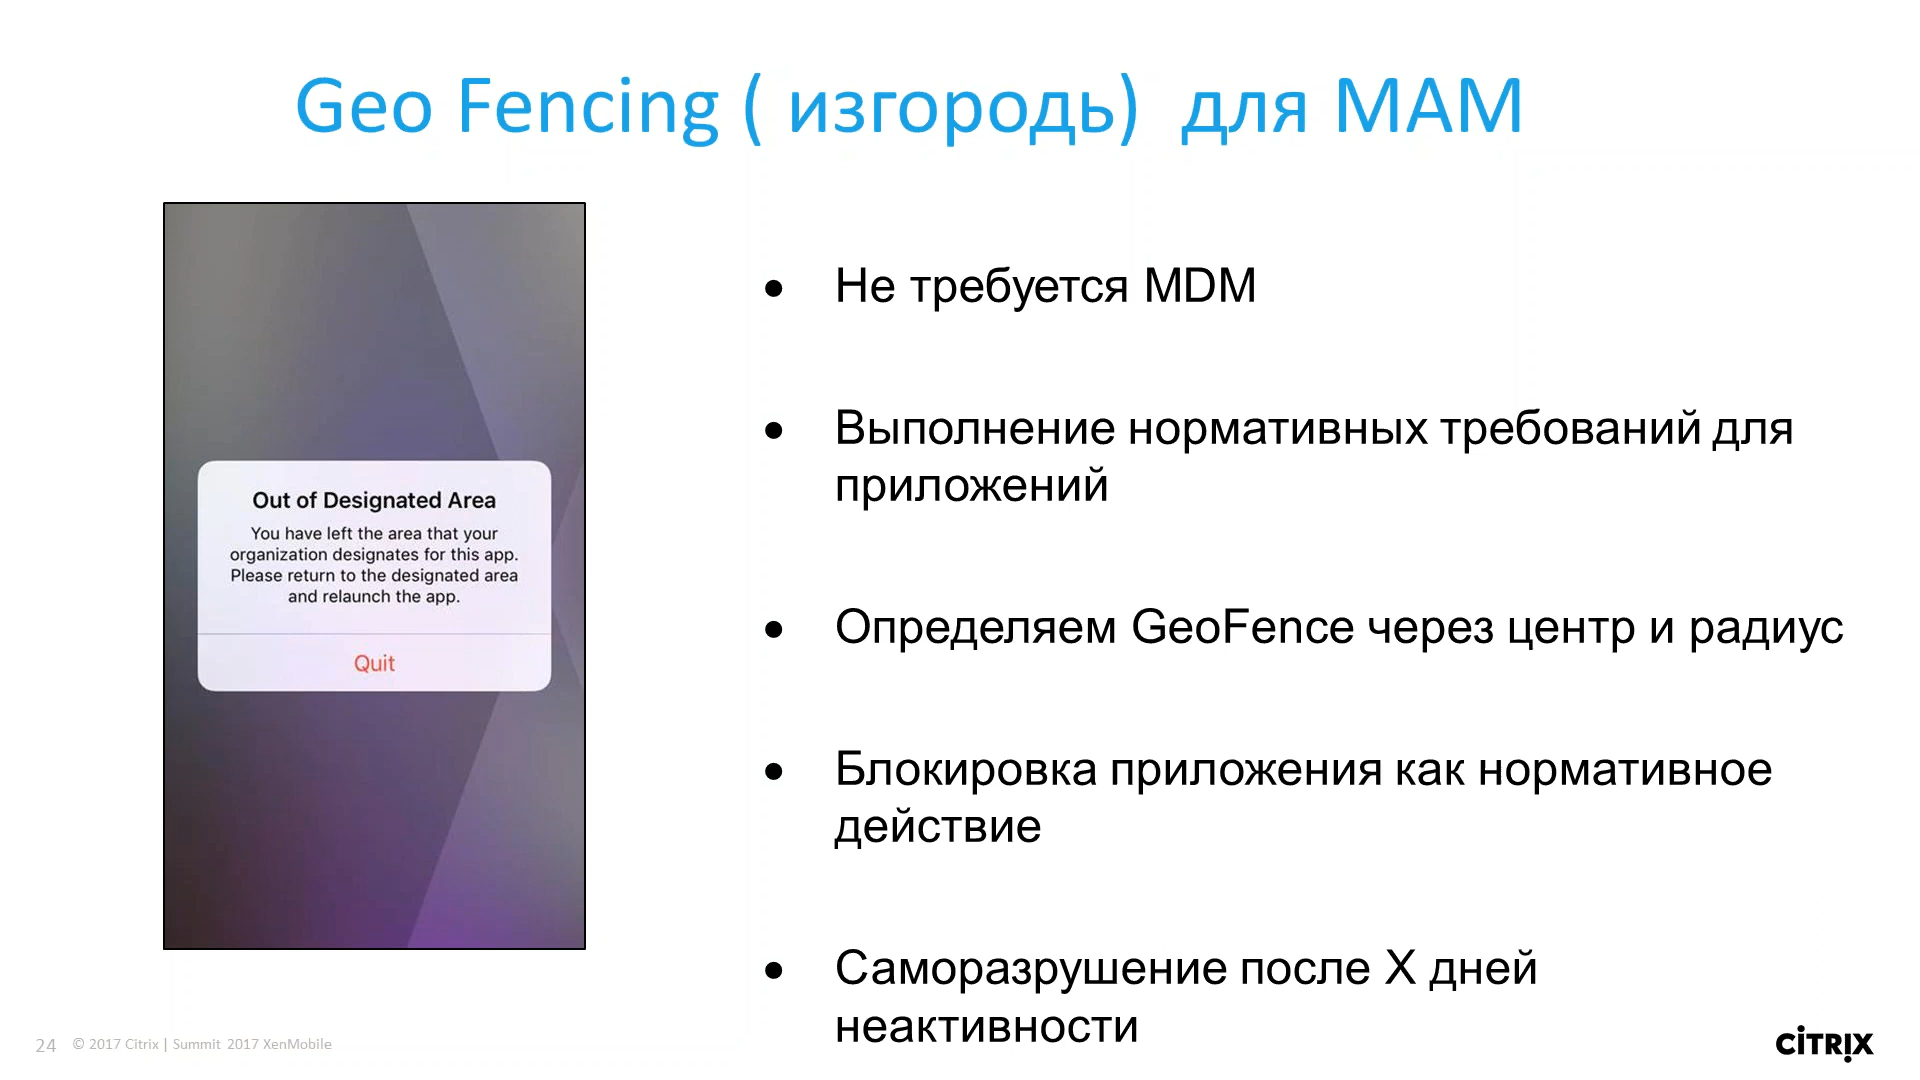 Geo Fencing ( изгородь)  для MAM
Out of Designated Area
You have left the area that your
organization designates for this app.
Please return to the designated area
and relaunch the app.
Quit
• Не требуется MDM
• Выполнение нормативных требований для
приложений
• Определяем GeoFence через центр и радиус
• Блокировка приложения как нормативное
действие
• Саморазрушение после X дней
неактивности
24 © 2017 Citrix | Summit 2017 XenMobile
CİTRIX